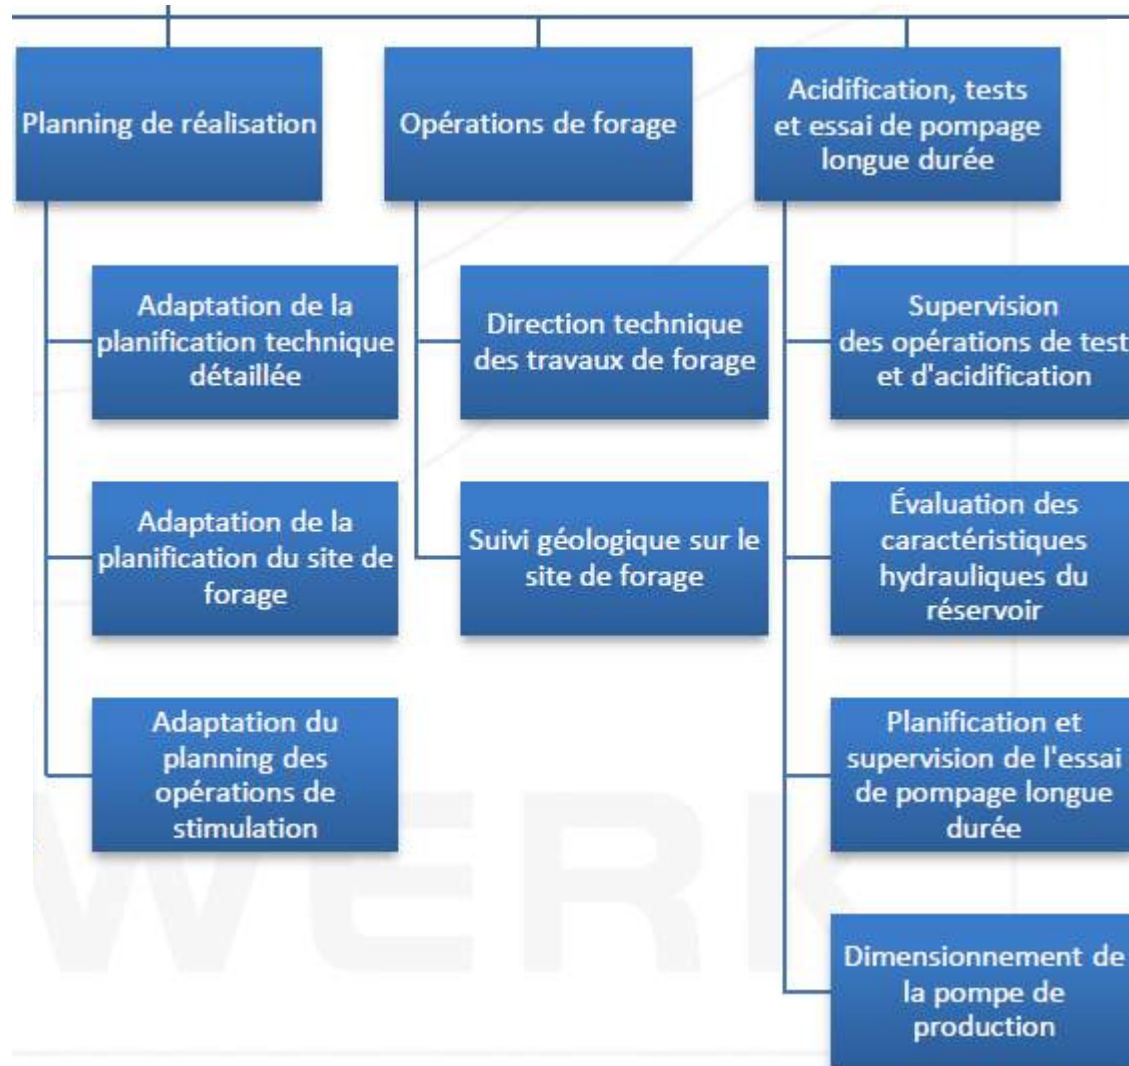 Planning de réalisation
Adaptation de la
planification technique
détaillée
Adaptation de la
planification du site de
forage
Adaptation du
planning des
opérations de
stimulation
Opérations de forage
Direction technique
des travaux de forage
Suivi géologique sur le
site de forage
Acidification, tests
et essai de pompage
longue durée
Supervision
des opérations de test
et d'acidification
Évaluation des
caractéristiques
hydrauliques du
réservoir
Planification et
supervision de l'essai
de pompage longue
durée
Dimensionnement de
la pompe de
production
WERK